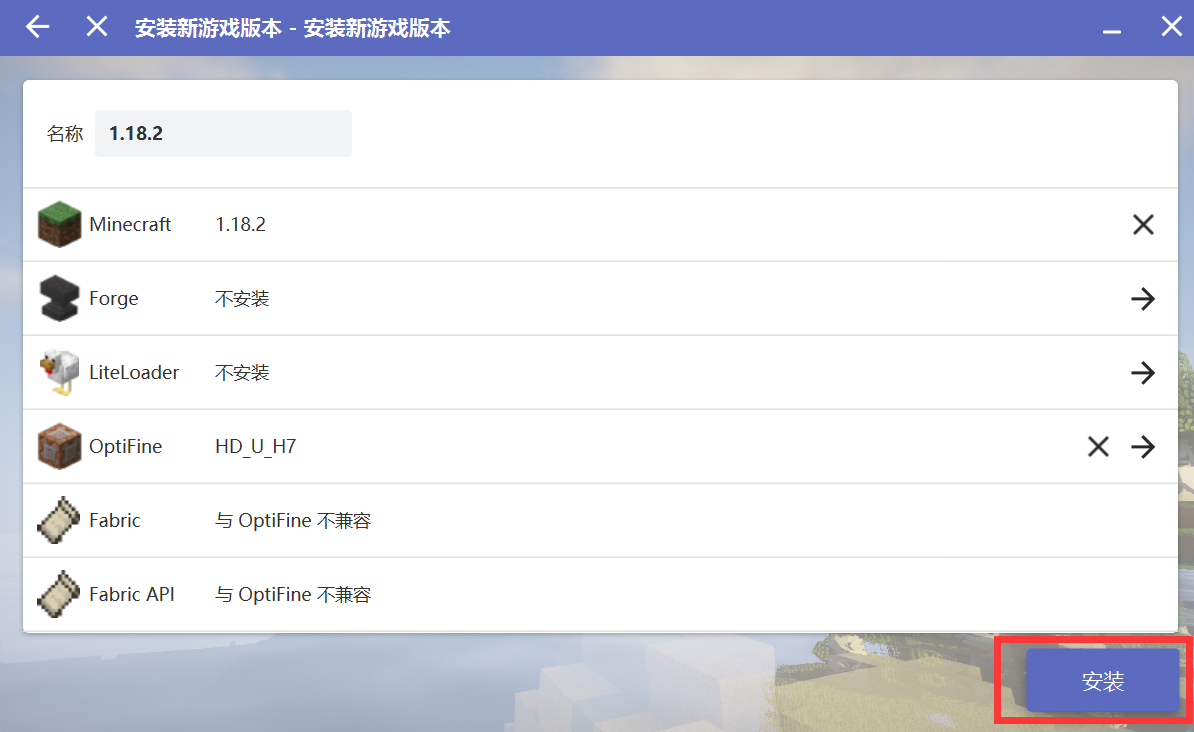 安装新游戏版本 - 安装新游戏版本
名称 1.18.2
Minecraft 1.18.2
Forge 不安装
LiteLoader 不安装
OptiFine HD_U_H7
Fabric 与 OptiFine 不兼容
Fabric API 与 OptiFine 不兼容
安装